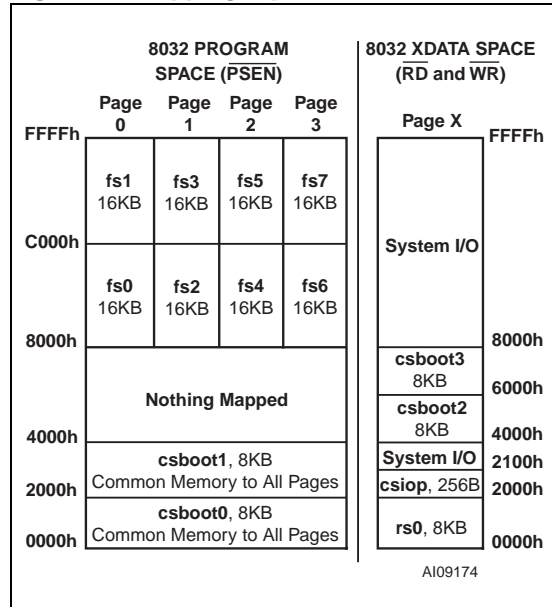 8032 PROGRAM
SPACE (PSEN)
Page 0
Page 1
Page 2
Page 3
FFFFh
fs1
16KB
fs3
16KB
fs5
16KB
fs7
16KB
C000h
fs0
16KB
fs2
16KB
fs4
16KB
fs6
16KB
8000h
Nothing Mapped
4000h
csboot1, 8KB
Common Memory to All Pages
2000h
csboot0, 8KB
Common Memory to All Pages
0000h
8032 XDATA SPACE
(RD and WR)
Page X
FFFFh
System I/O
8000h
csboot3
8KB
6000h
csboot2
8KB
4000h
System I/O
2100h
csiop, 256B
2000h
rs0, 8KB
0000h
AI09174